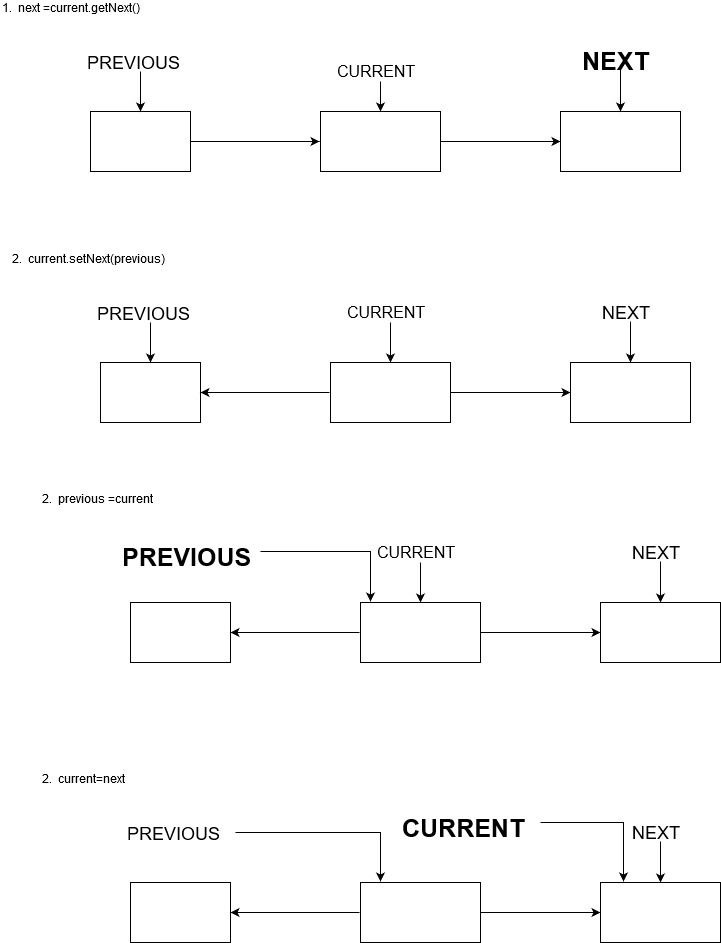 1. next =current.getNext()
PREVIOUS
CURRENT
NEXT
2. current.setNext(previous)
PREVIOUS
CURRENT
NEXT
2. previous =current
PREVIOUS
CURRENT
NEXT
2. current=next
PREVIOUS
CURRENT
NEXT